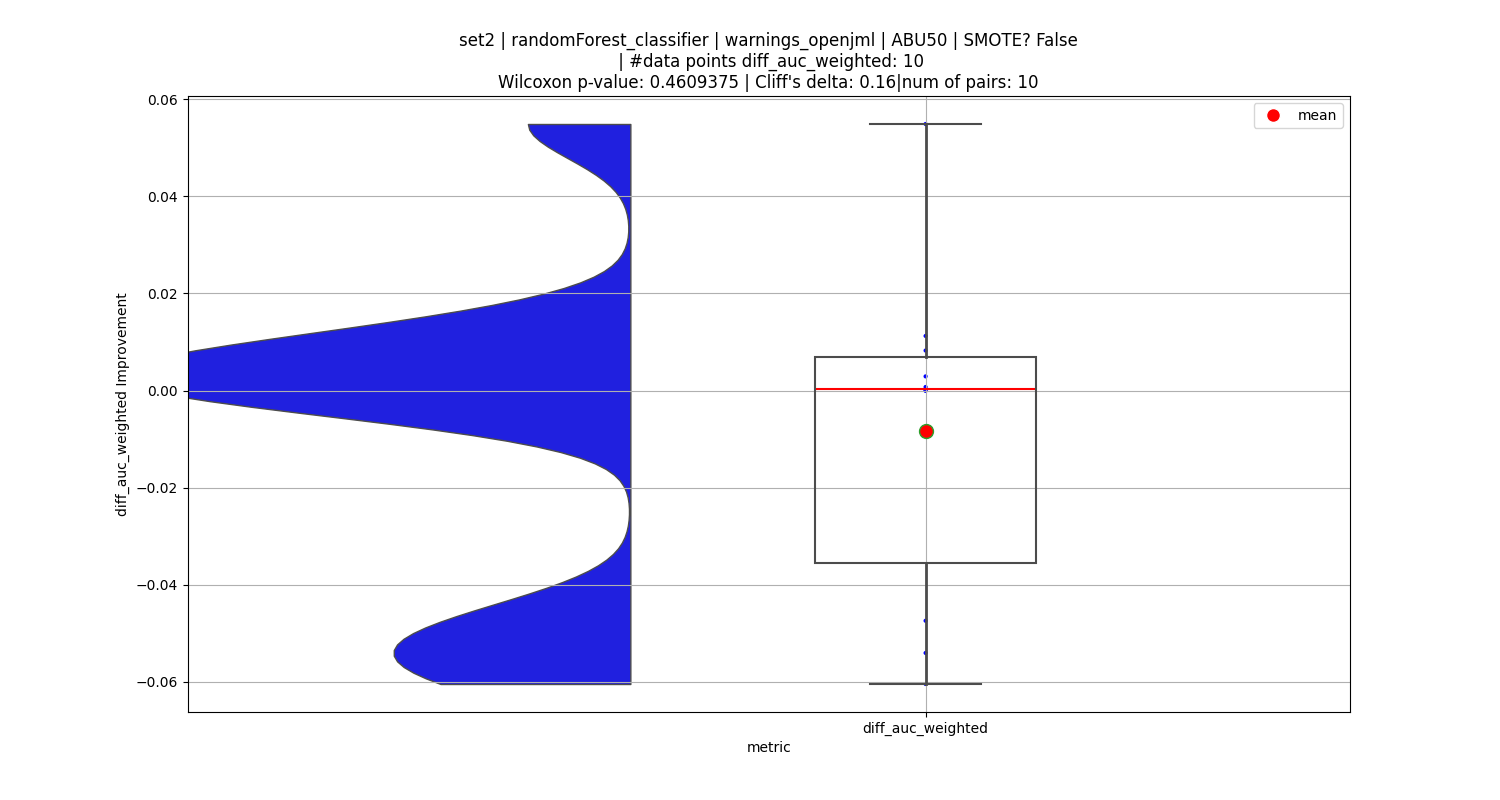 set2 | randomForest_classifier | warnings_openjml | ABU50 | SMOTE? False
| #data points diff_auc_weighted: 10
Wilcoxon p-value: 0.4609375 | Cliff's delta: 0.16|num of pairs: 10
mean
0.06
0.04
0.02
0.00
−0.02
−0.04
−0.06
diff_auc_weighted Improvement
diff_auc_weighted
metric